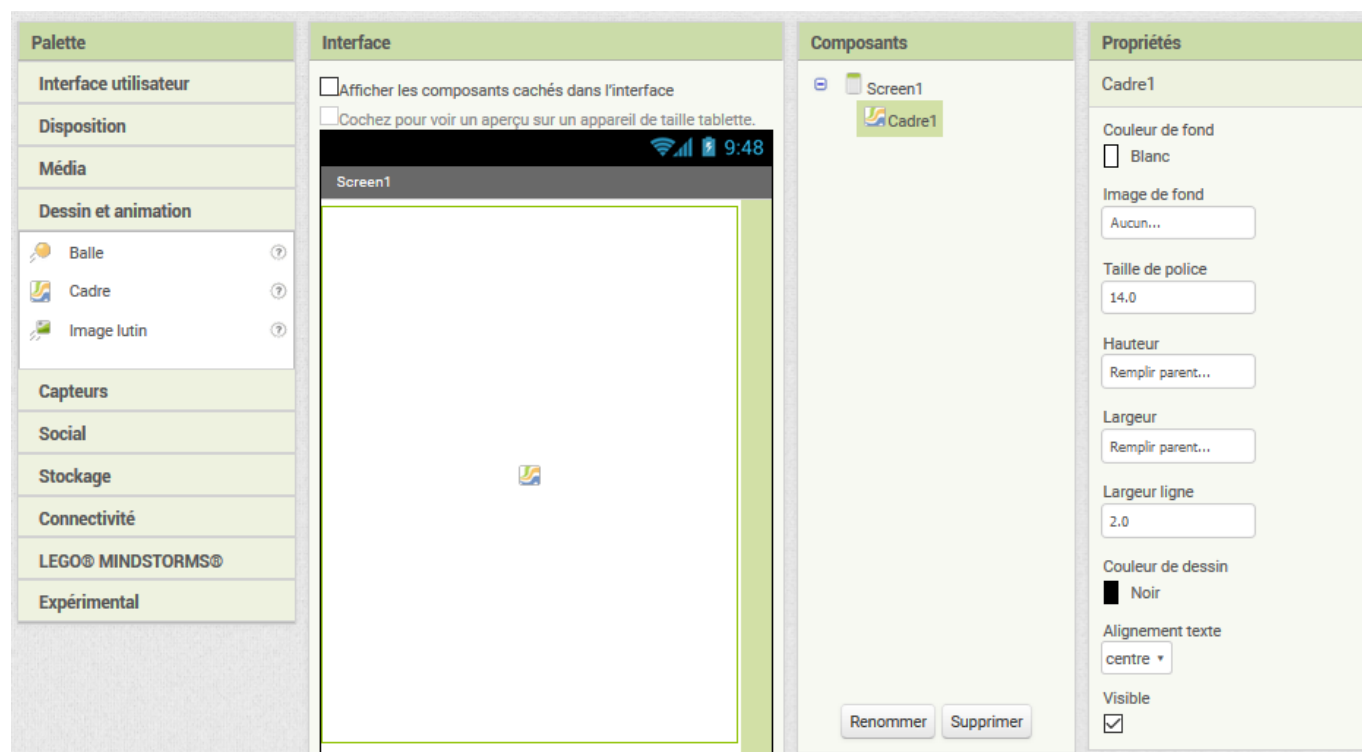 Palette
Interface utilisateur
Disposition
Média
Dessin et animation
Balle
Cadre
Image lutin
Capteurs
Social
Stockage
Connectivité
LEGO® MINDSTORMS®
Expérimental
Interface
Afficher les composants cachés dans l'interface
Cochez pour voir un aperçu sur un appareil de taille tablette.
9:48
Screen1
Composants
Screen1
Cadre1
Renommer Supprimer
Propriétés
Cadre1
Couleur de fond
Blanc
Image de fond
Aucun...
Taille de police
14.0
Hauteur
Remplir parent...
Largeur
Remplir parent...
Largeur ligne
2.0
Couleur de dessin
Noir
Alignement texte
centre
Visible